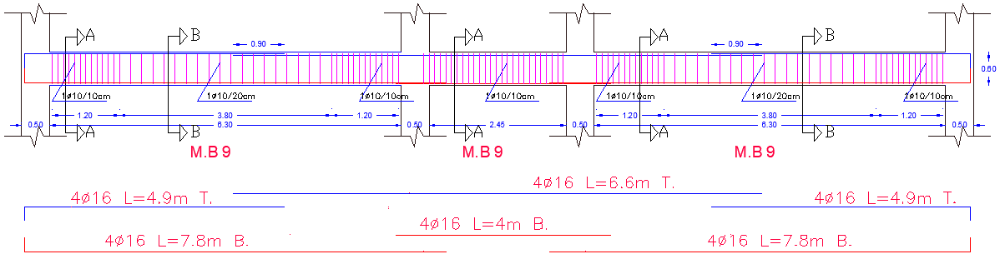 A B A A B
0.90 0.90
0.60
1ø10/10cm 1ø10/20cm 1ø10/10cm 1ø10/10cm 1ø10/10cm 1ø10/20cm 1ø10/10cm
1.20 3.80 1.20 1.20 3.80 1.20
0.50 6.30 0.50 2.45 0.50 6.30 0.50
A B A A B
M.B 9 M.B 9 M.B 9
4ø16 L=6.6m T.
4ø16 L=4.9m T. 4ø16 L=4.9m T.
4ø16 L=4m B.
4ø16 L=7.8m B. 4ø16 L=7.8m B.